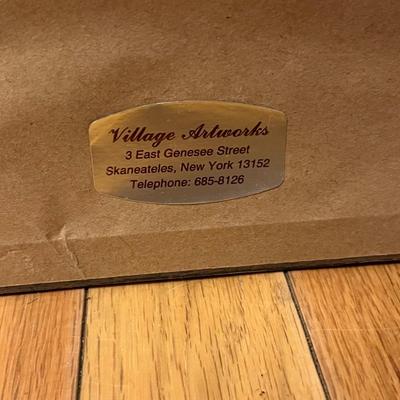 Village Artworks
3 East Genesee Street
Skaneateles, New York 13152
Telephone: 685-8126